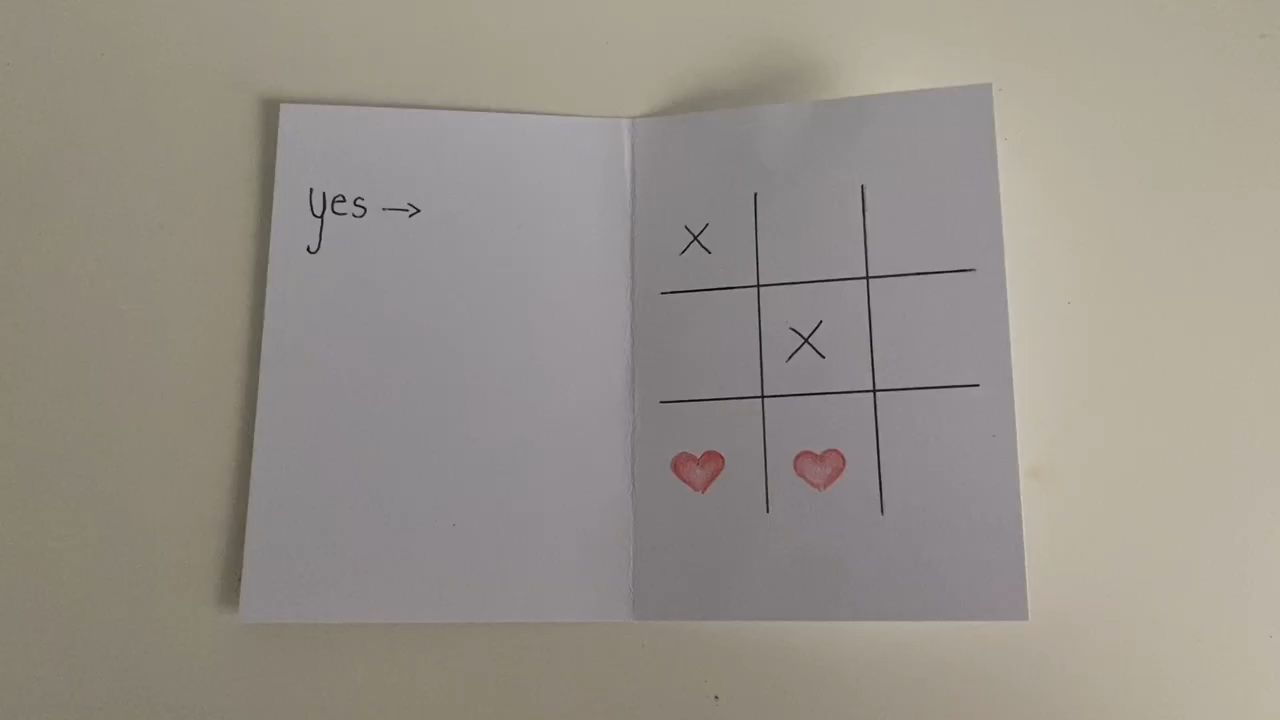 yes →
X
X